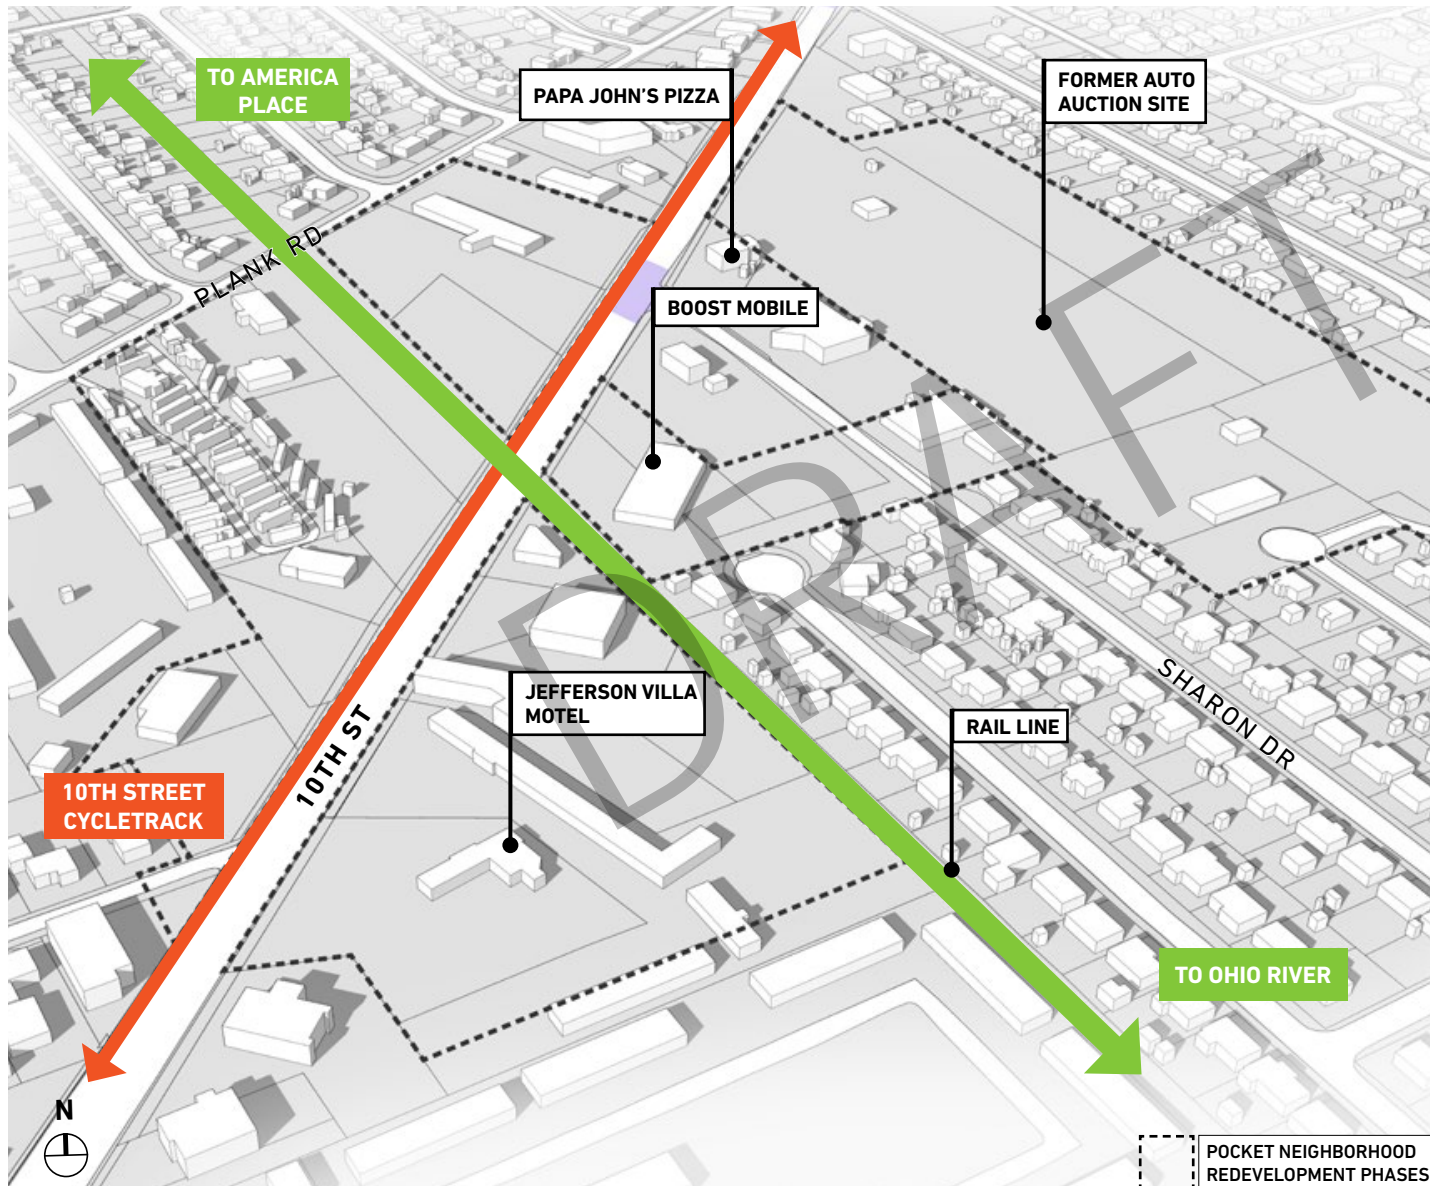 TO AMERICA
PLACE
PAPA JOHN'S PIZZA
FORMER AUTO
AUCTION SITE
PLANK RD
BOOST MOBILE
DRAFT
JEFFERSON VILLA
MOTEL
SHARON DR
RAIL LINE
10TH ST
10TH STREET
CYCLETRACK
TO OHIO RIVER
N
POCKET NEIGHBORHOOD
REDEVELOPMENT PHASES